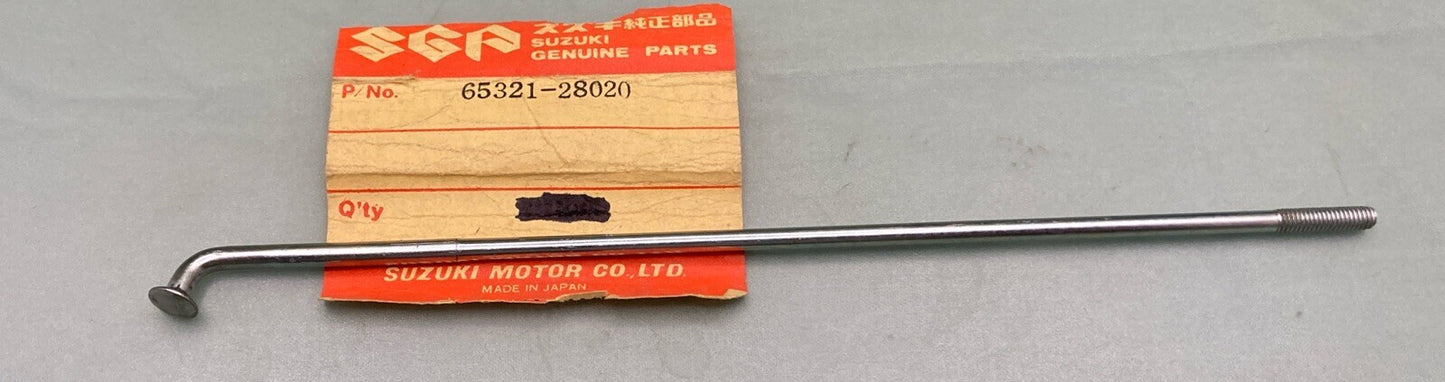 SGP スズキ純正部品
SUZUKI
GENUINE PARTS
P/No. 65321-28020
Q'ty
SUZUKI MOTOR CO.,LTD.
MADE IN JAPAN